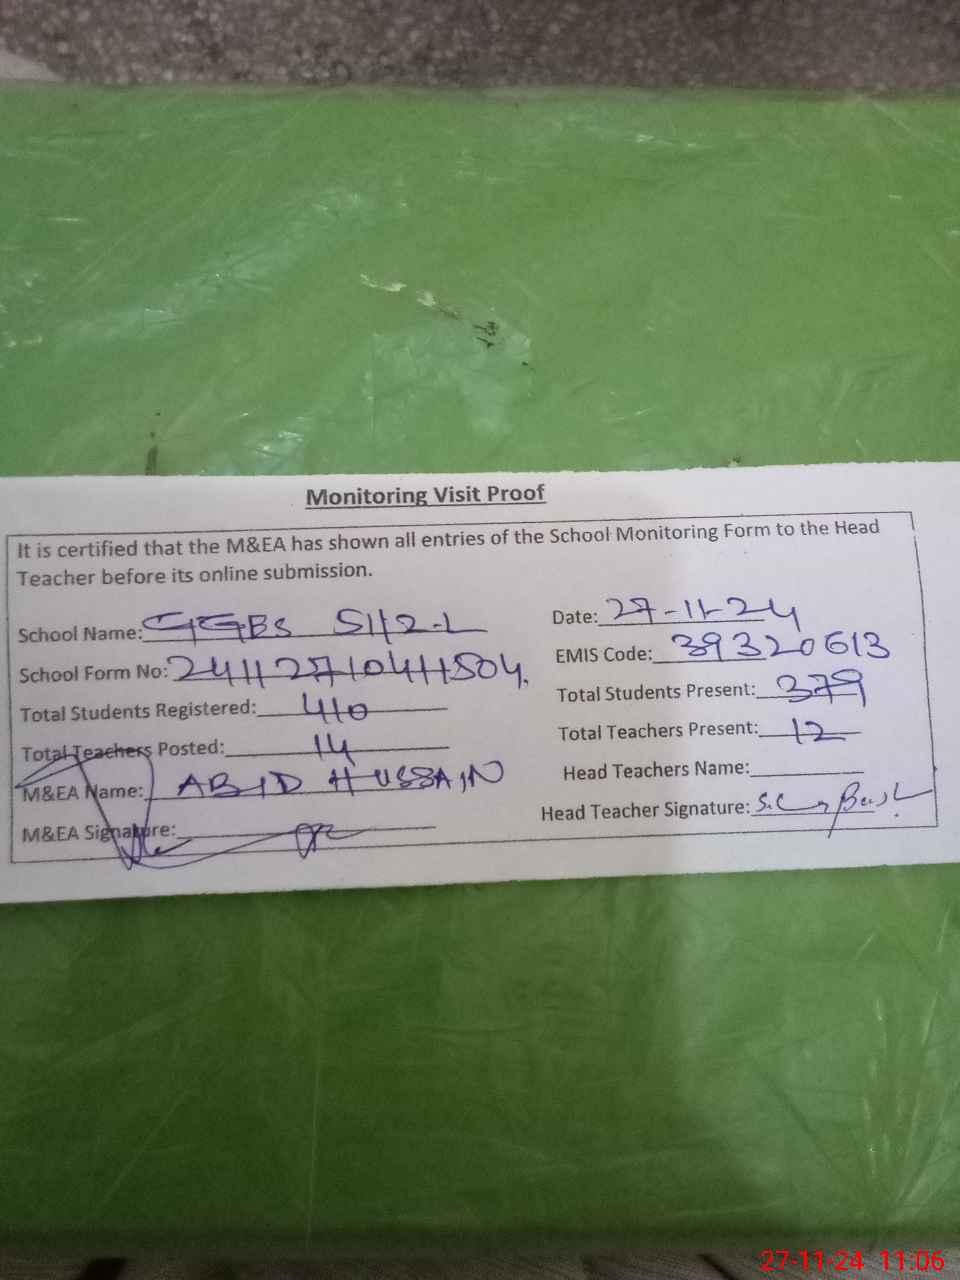 Monitoring Visit Proof
It is certified that the M&EA has shown all entries of the School Monitoring Form to the Head
Teacher before its online submission.
School Name: GGES 5112-L Date: 27-11-24
School Form No: 24112710411504. EMIS Code: 39320613
Total Students Registered: 410 Total Students Present: 379
Total Teachers Posted: 14 Total Teachers Present: 12
M&EA Name: ABID HUSSAIN Head Teachers Name:
M&EA Signature: Head Teacher Signature:
27-11-24 11:06